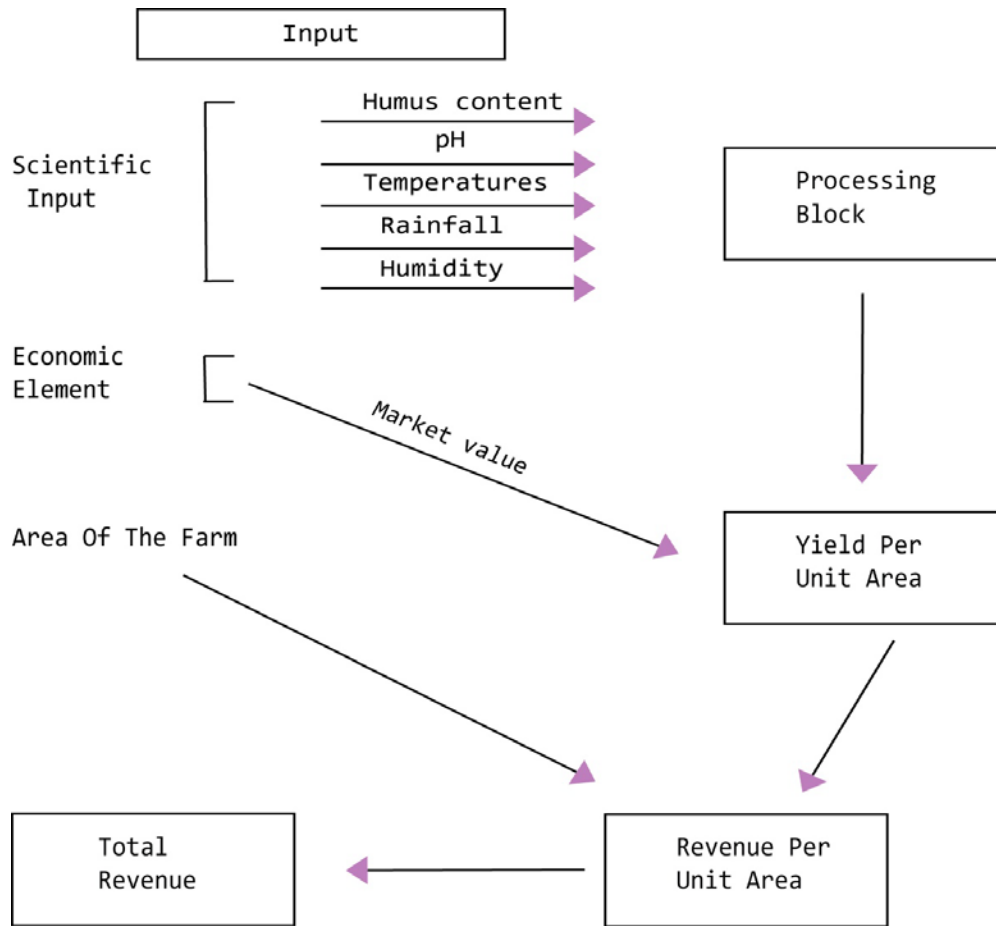 Input
Humus content
pH
Scientific
Input
Temperatures
Rainfall
Humidity
Processing
Block
Economic
Element
Market value
Area Of The Farm
Yield Per
Unit Area
Total
Revenue
Revenue Per
Unit Area